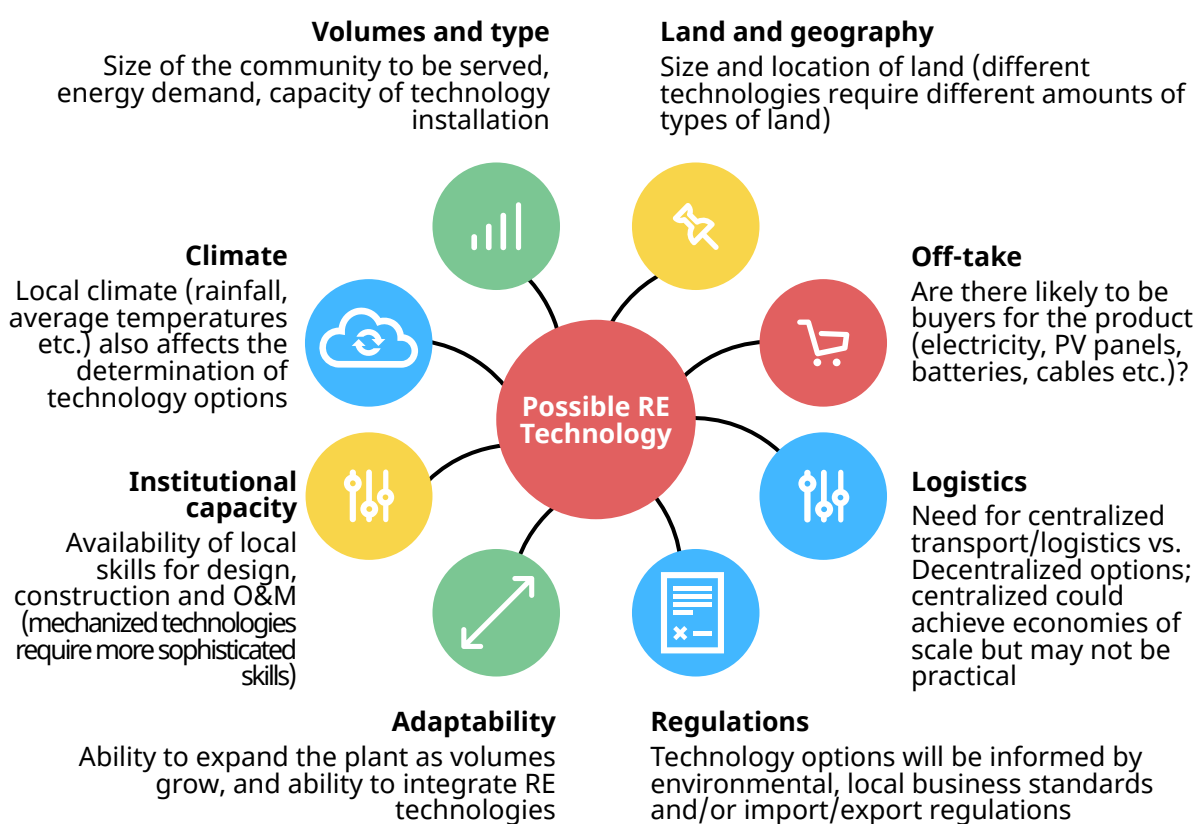 Volumes and type
Size of the community to be served,
energy demand, capacity of technology
installation
Land and geography
Size and location of land (different
technologies require different amounts of
types of land)
Climate
Local climate (rainfall,
average temperatures
etc.) also affects the
determination of
technology options
Off-take
Are there likely to be
buyers for the product
(electricity, PV panels,
batteries, cables etc.)?
Possible RE
Technology
Institutional
capacity
Availability of local
skills for design,
construction and O&M
(mechanized technologies
require more sophisticated
skills)
Logistics
Need for centralized
transport/logistics vs.
Decentralized options;
centralized could
achieve economies of
scale but may not be
practical
Adaptability
Ability to expand the plant as volumes
grow, and ability to integrate RE
technologies
Regulations
Technology options will be informed by
environmental, local business standards
and/or import/export regulations